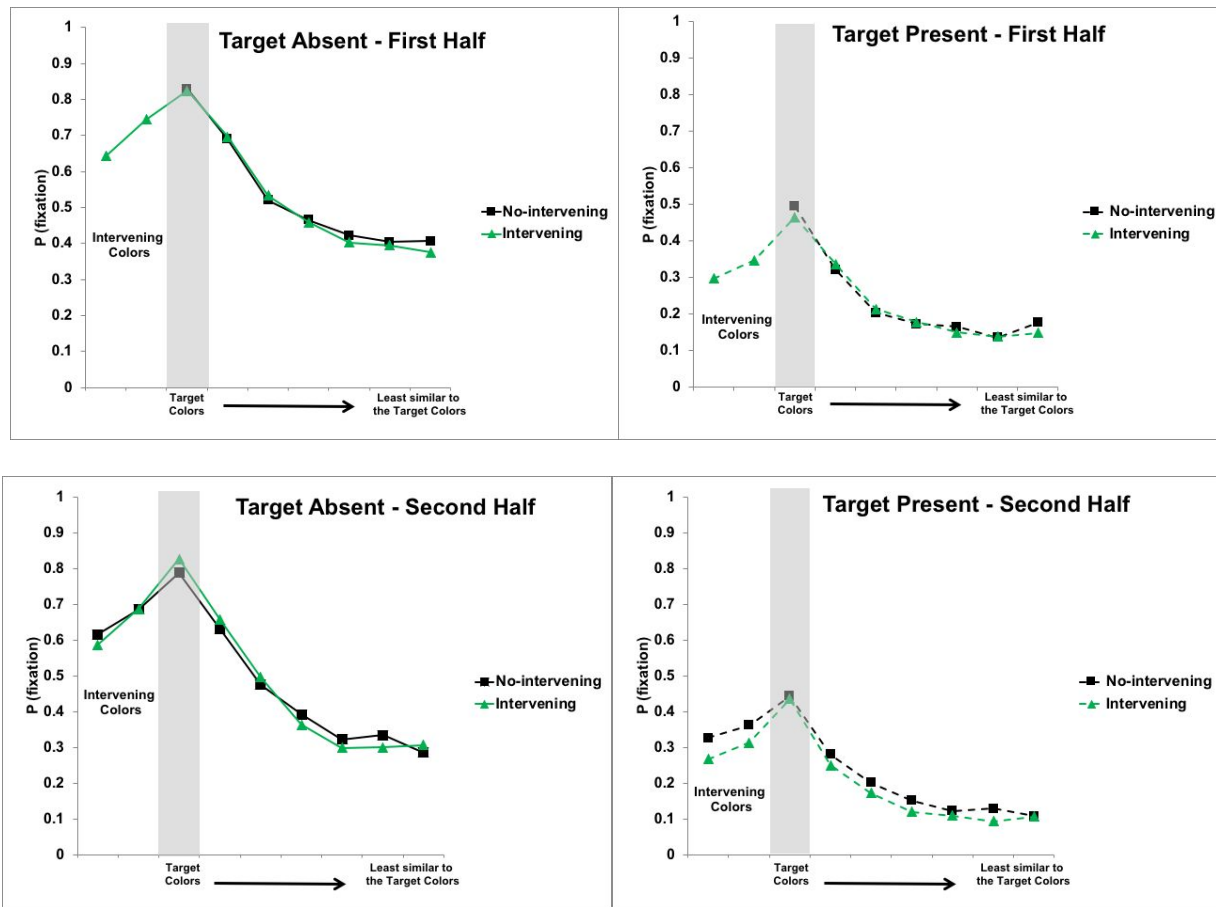 Target Absent - First Half
1
0.9
0.8
0.7
0.6
0.5
0.4
0.3
0.2
0.1
0
P (fixation)
Intervening
Colors
No-intervening
Intervening
Target
Colors
Least similar to
the Target Colors
Target Present - First Half
1
0.9
0.8
0.7
0.6
0.5
0.4
0.3
0.2
0.1
0
P (fixation)
Intervening
Colors
No-intervening
Intervening
Target
Colors
Least similar to
the Target Colors
Target Absent - Second Half
1
0.9
0.8
0.7
0.6
0.5
0.4
0.3
0.2
0.1
0
P (fixation)
Intervening
Colors
No-intervening
Intervening
Target
Colors
Least similar to
the Target Colors
Target Present - Second Half
1
0.9
0.8
0.7
0.6
0.5
0.4
0.3
0.2
0.1
0
P (fixation)
Intervening
Colors
No-intervening
Intervening
Target
Colors
Least similar to
the Target Colors